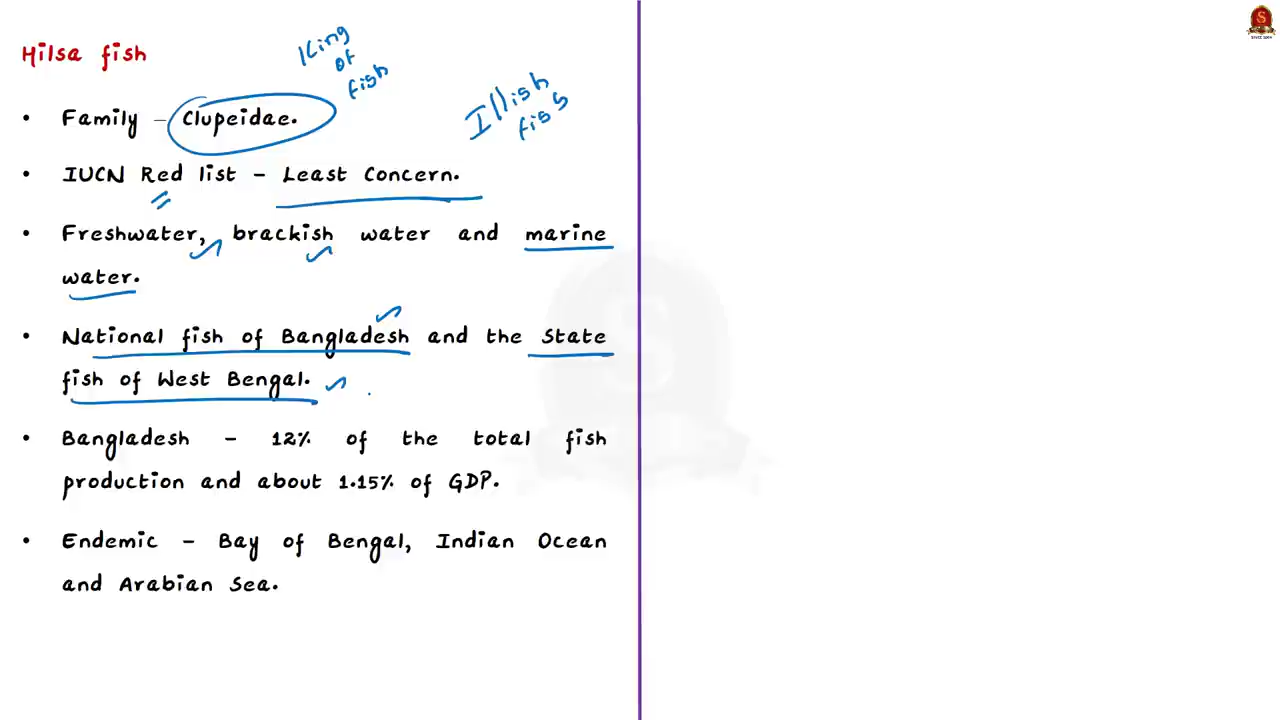 Hilsa fish
King
of
fish
• Family – Clupeidae.
Illish
fiss
• IUCN Red list – Least Concern.
• Freshwater, brackish water and marine
water.
• National fish of Bangladesh and the State
fish of West Bengal.
• Bangladesh – 12% of the total fish
production and about 1.15% of GDP.
• Endemic – Bay of Bengal, Indian Ocean
and Arabian Sea.
S